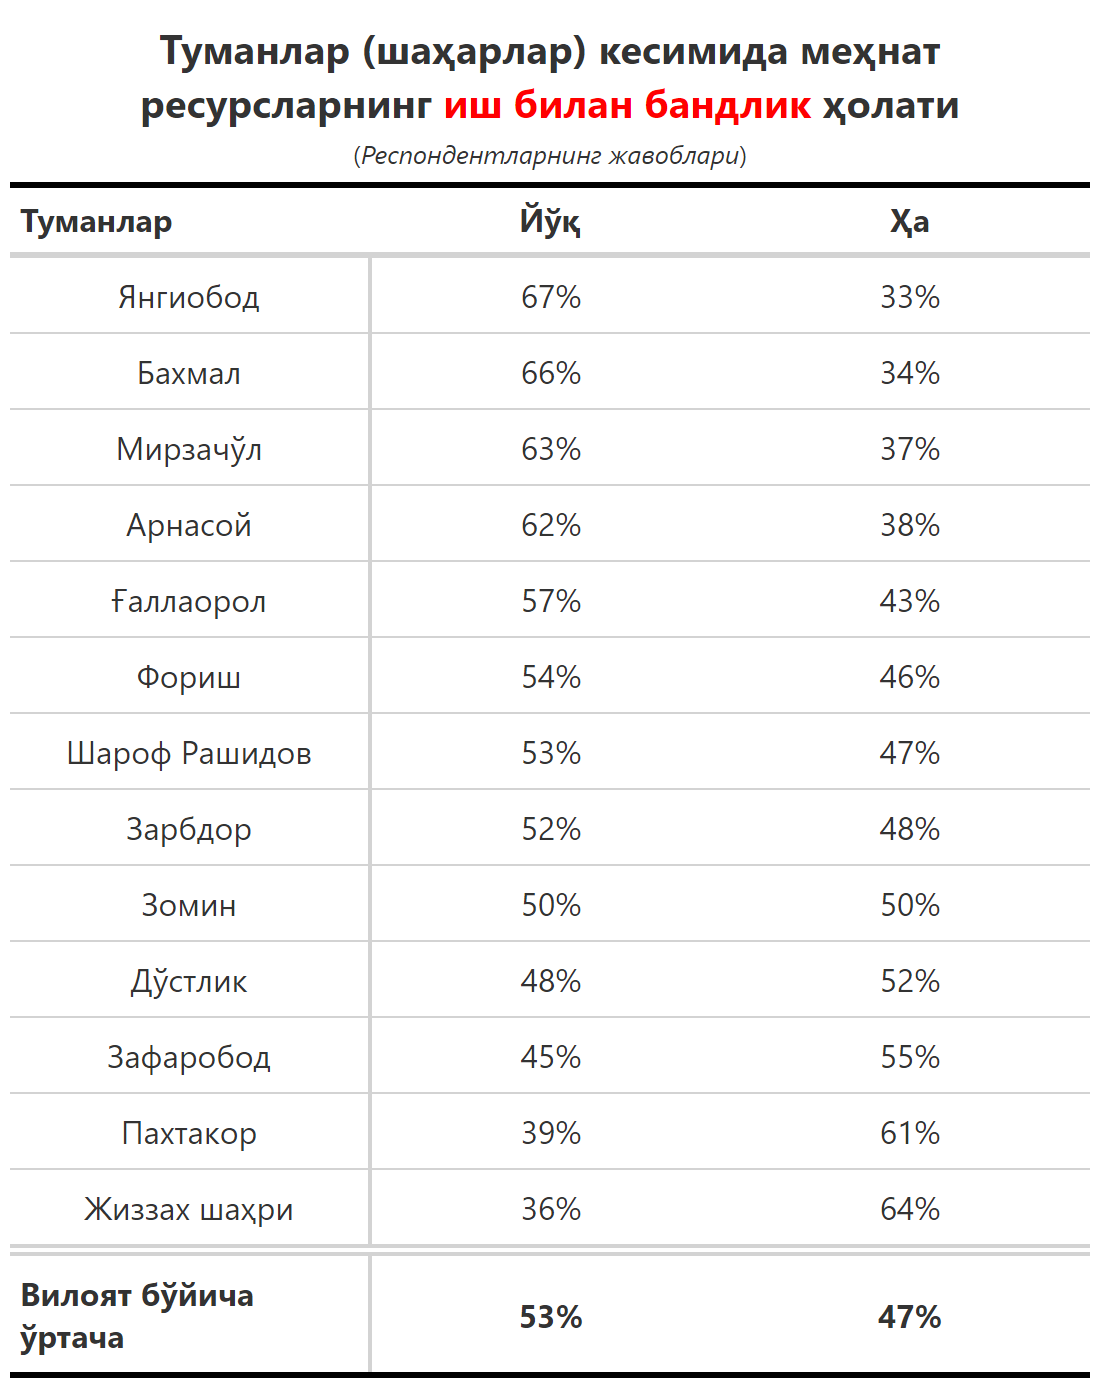 Туманлар (шаҳарлар) кесимида меҳнат
ресурсларнинг иш билан бандлик ҳолати
(Респондентларнинг жавоблари)
Туманлар Йўқ Ҳа
Янгиобод 67% 33%
Бахмал 66% 34%
Мирзачўл 63% 37%
Арнасой 62% 38%
Ғаллаорол 57% 43%
Фориш 54% 46%
Шароф Рашидов 53% 47%
Зарбдор 52% 48%
Зомин 50% 50%
Дўстлик 48% 52%
Зафаробод 45% 55%
Пахтакор 39% 61%
Жиззах шаҳри 36% 64%
Вилоят бўйича
ўртача 53% 47%